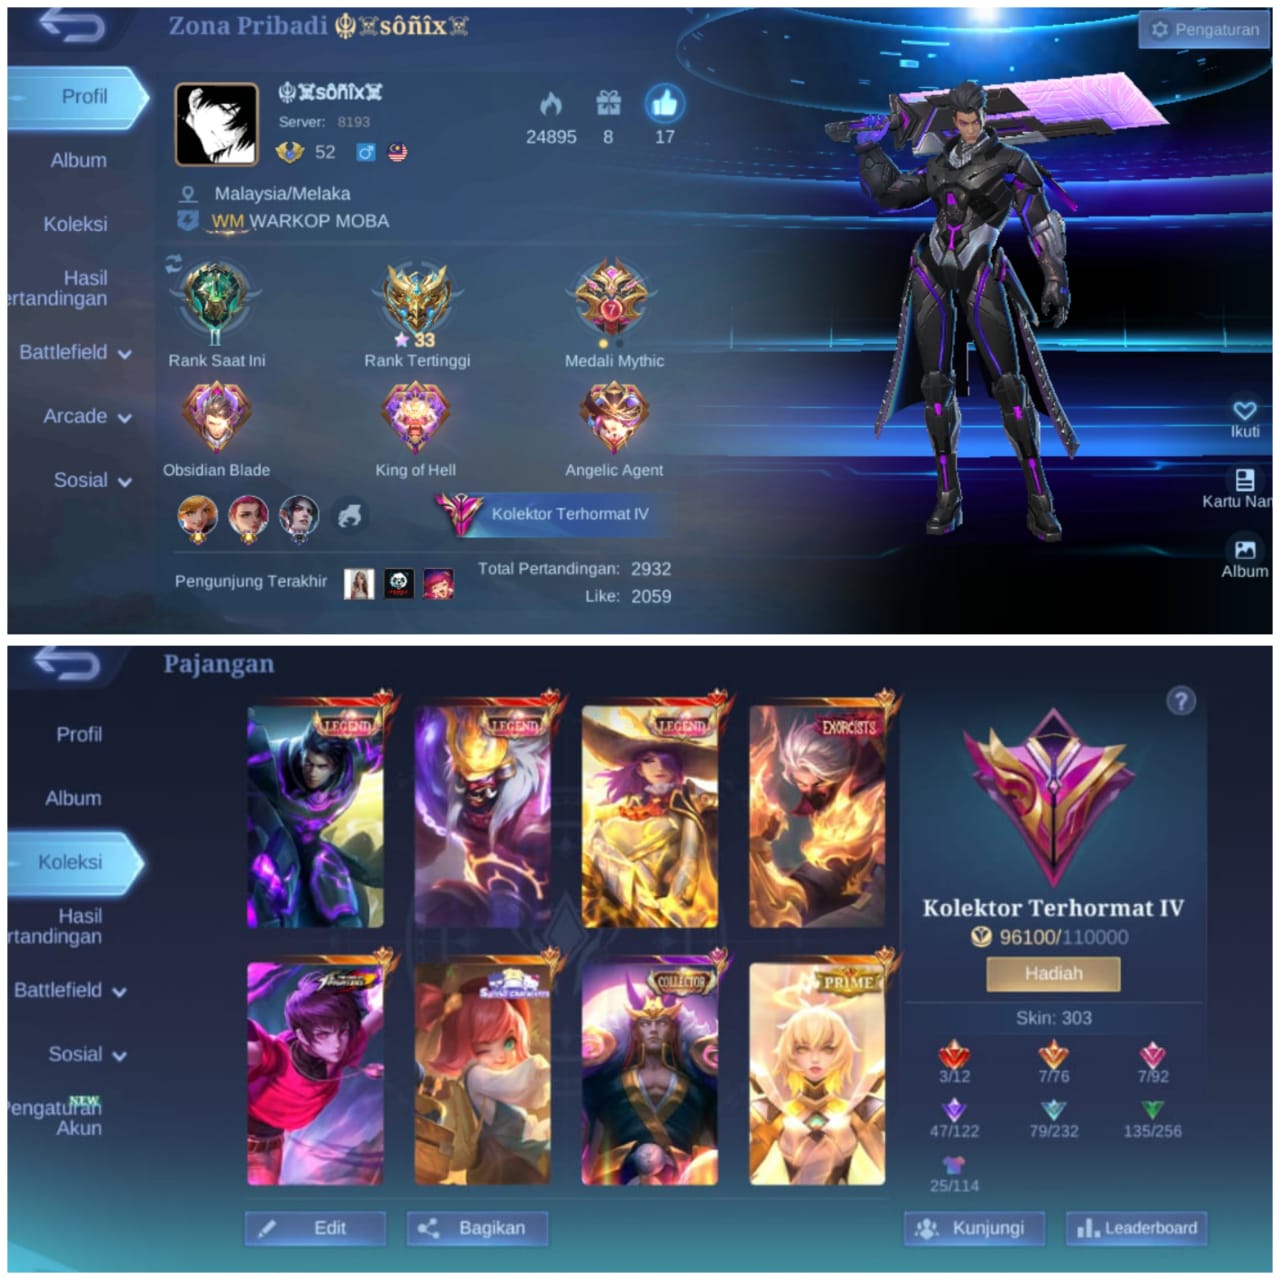 Zona Pribadi ☬☠sôñîx☠
Pengaturan
Profil
Album
Koleksi
Hasil
ertandingan
Battlefield
Arcade
Sosial
☬☠sôñîx☠
Server: 8193
52
24895
8
17
Malaysia/Melaka
WM WARKOP MOBA
II
33
7
Rank Saat Ini
Rank Tertinggi
Medali Mythic
Obsidian Blade
King of Hell
Angelic Agent
Kolektor Terhormat IV
Pengunjung Terakhir
Total Pertandingan: 2932
Like: 2059
Ikuti
Kartu Nar
Album
Pajangan
Profil
Album
Koleksi
Hasil
rtandingan
Battlefield
Sosial
NEW
Pengaturan
Akun
LEGEND
LEGEND
LEGEND
EXORCISTS
COLLECTOR
PRIME
?
Kolektor Terhormat IV
96100/110000
Hadiah
Skin: 303
3/12
7/76
7/92
47/122
79/232
135/256
25/114
Edit
Bagikan
Kunjungi
Leaderboard